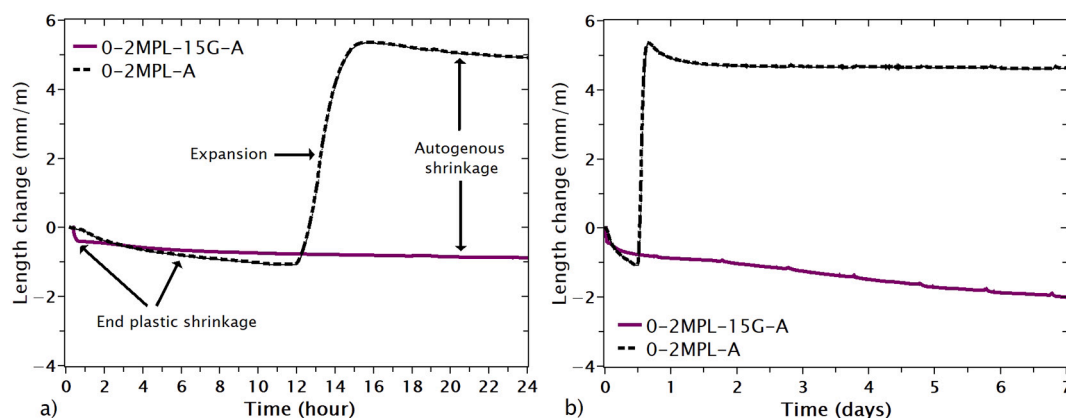 6
4
2
0
−2
−4
Length change (mm/m)
0-2MPL-15G-A
0-2MPL-A
Expansion
Autogenous
shrinkage
End plastic shrinkage
0 2 4 6 8 10 12 14 16 18 20 22 24
Time (hour)
a)
6
4
2
0
−2
−4
Length change (mm/m)
0-2MPL-15G-A
0-2MPL-A
0 1 2 3 4 5 6 7
Time (days)
b)